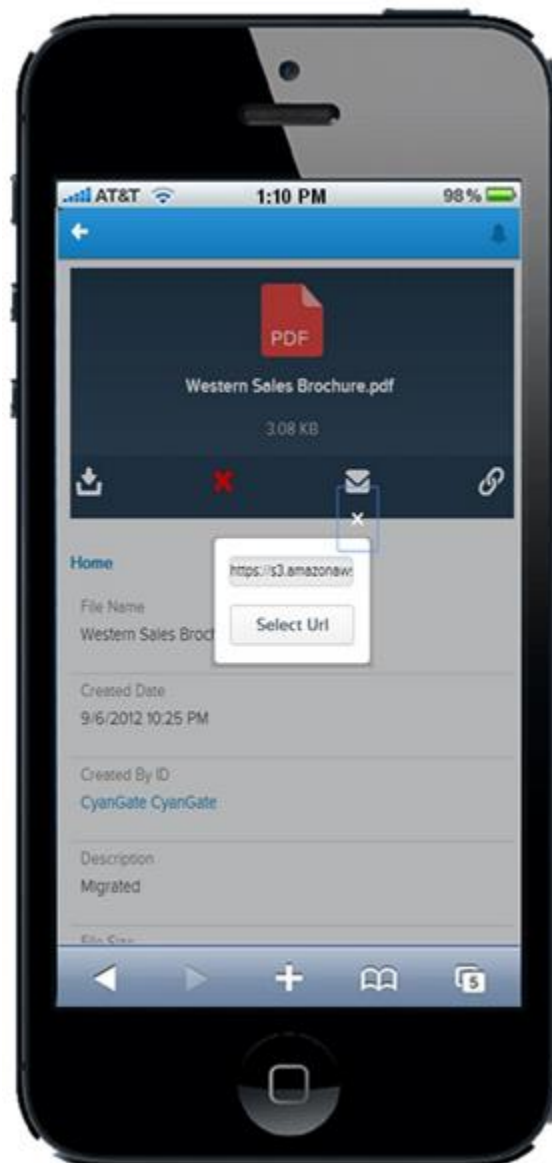 AT&T 1:10 PM 98%
PDF
Western Sales Brochure.pdf
3.08 KB
https://s3.amazonaw
Select Url
Home
File Name
Western Sales Broch
Created Date
9/6/2012 10:25 PM
Created By ID
CyanGate CyanGate
Description
Migrated
File Size
5